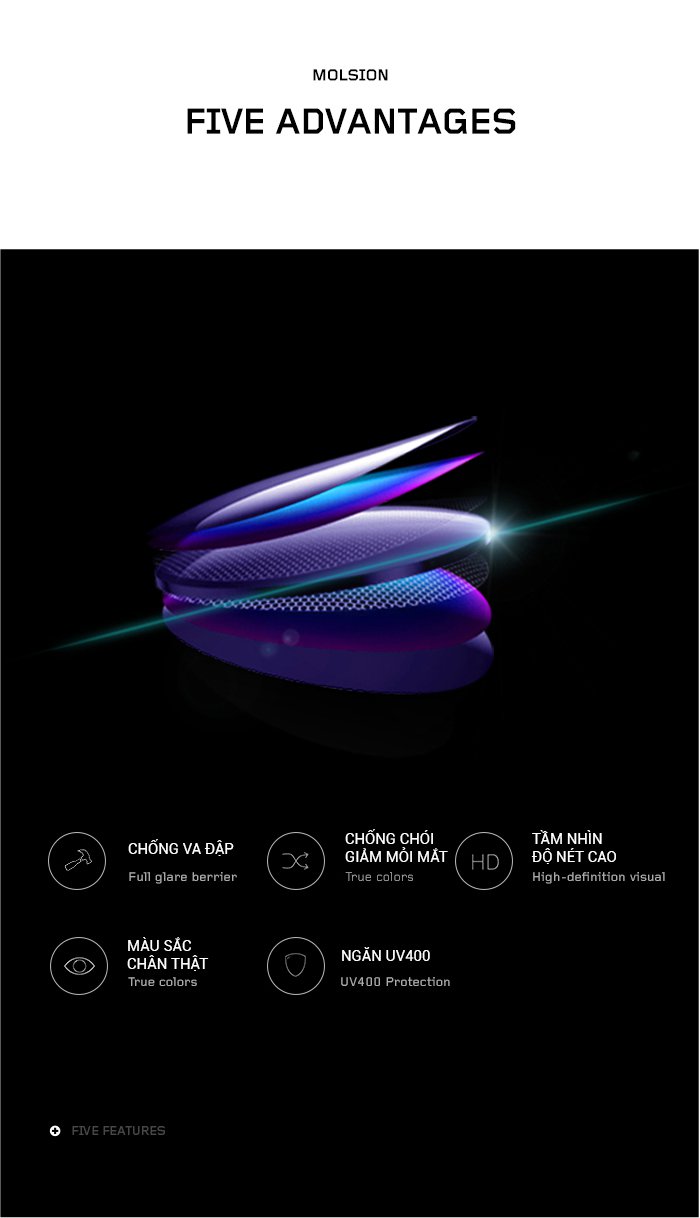 MOLSION
FIVE ADVANTAGES
CHỐNG VA ĐẬP
Full glare berrier
CHỐNG CHÓI
GIẢM MỎI MẮT
True colors
HD
TẦM NHÌN
ĐỘ NÉT CAO
High-definition visual
MÀU SẮC
CHÂN THẬT
True colors
NGĂN UV400
UV400 Protection
FIVE FEATURES